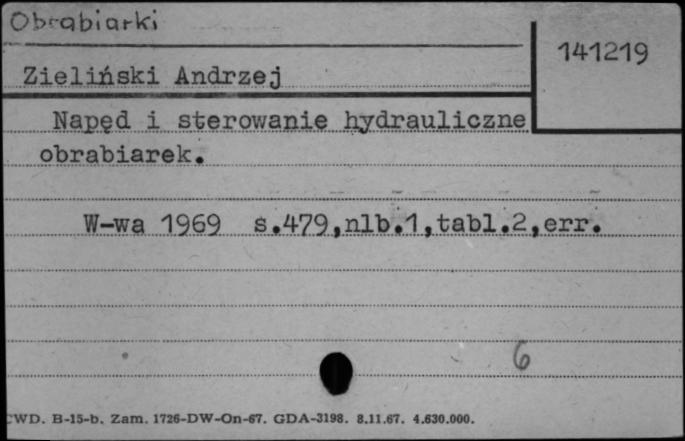 Obrabiarki
141219
Zieliński Andrzej
Napęd i sterowanie hydrauliczne
obrabiarek.
W-wa 1969 s.479,nlb.1,tabl.2,err.
6
CWD. B-15-b. Zam. 1726-DW-On-67. GDA-3198. 8.11.67. 4.630.000.